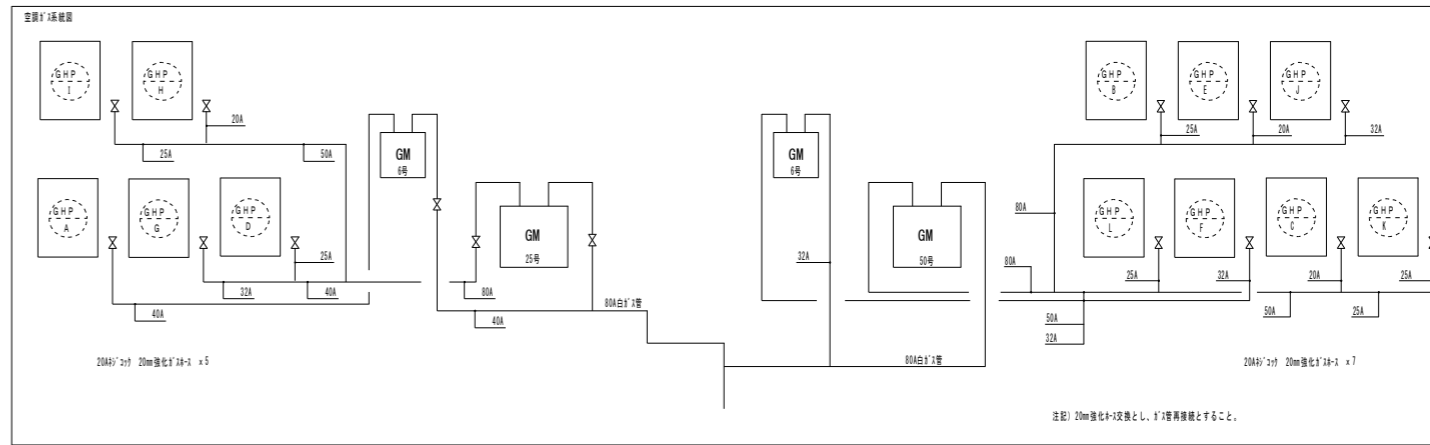 空調ガス系統図
GHP
I
GHP
H
20A
25A
50A
GHP
A
GHP
G
GHP
D
25A
32A
40A
40A
GM
6号
GM
25号
80A
40A
80A白ガス管
GM
6号
32A
GM
50号
80A白ガス管
GHP
B
GHP
E
GHP
J
25A
20A
32A
80A
GHP
L
GHP
F
GHP
C
GHP
K
80A
25A
32A
20A
25A
50A
32A
50A
25A
20Aネジコック 20mm強化ガスホース x5
20Aネジコック 20mm強化ガスホース x7
注記) 20mm強化ホース交換とし、ガス管再接続とすること。